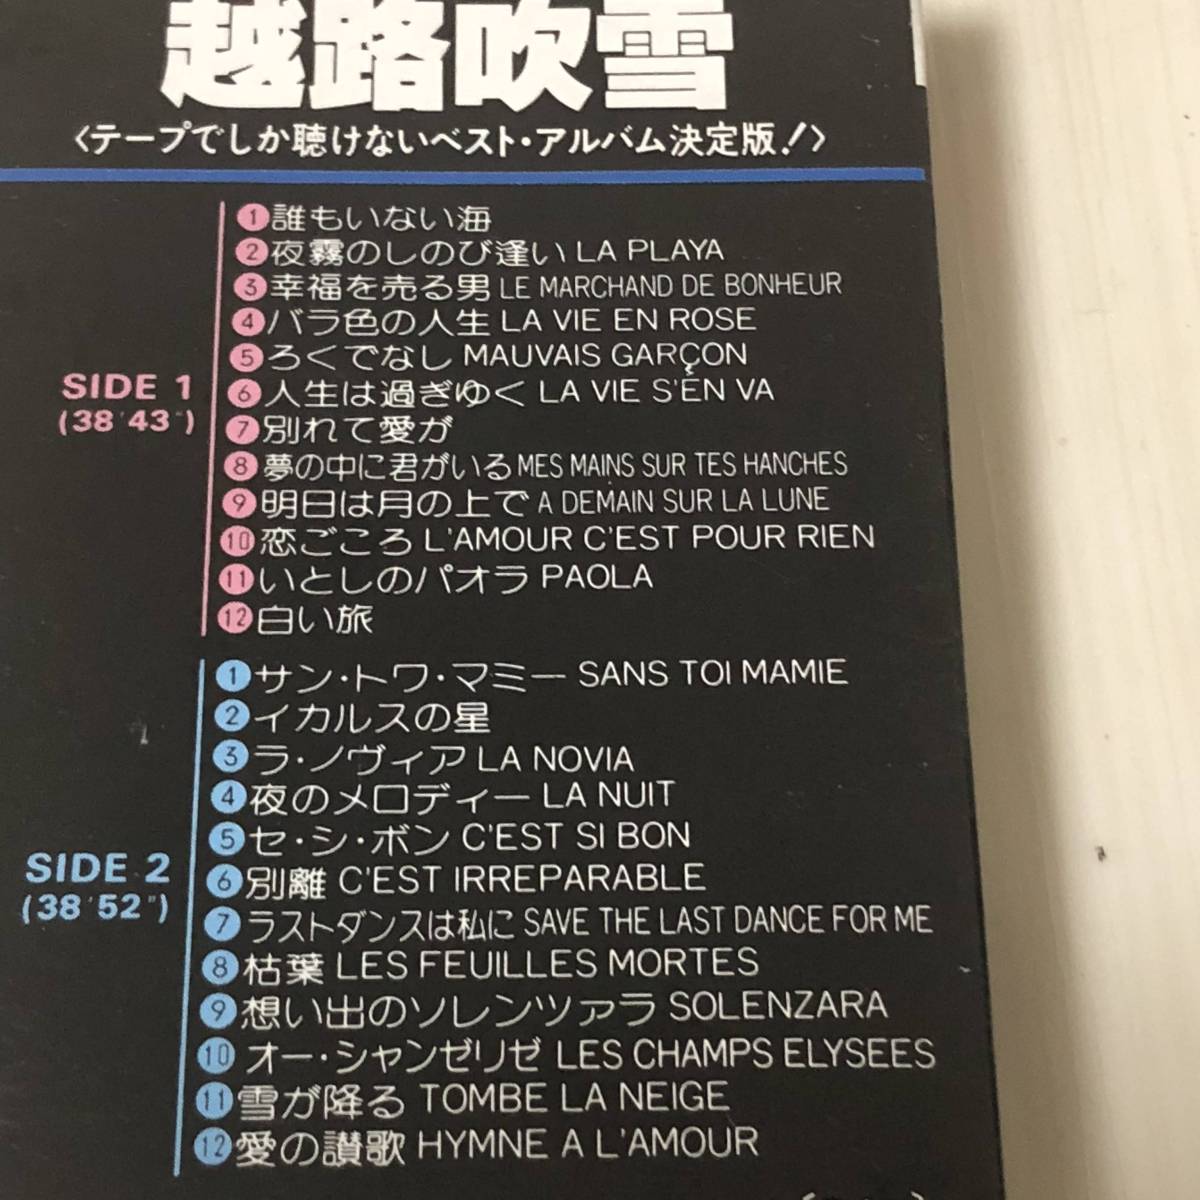 越路吹雪
〈テープでしか聴けないベスト・アルバム決定版!〉
SIDE 1
(38'43")
1 誰もいない海
2 夜霧のしのび逢い LA PLAYA
3 幸福を売る男 LE MARCHAND DE BONHEUR
4 バラ色の人生 LA VIE EN ROSE
5 ろくでなし MAUVAIS GARÇON
6 人生は過ぎゆく LA VIE S'EN VA
7 別れて愛が
8 夢の中に君がいる MES MAINS SUR TES HANCHES
9 明日は月の上で A DEMAIN SUR LA LUNE
10 恋ごころ L'AMOUR C'EST POUR RIEN
11 いとしのパオラ PAOLA
12 白い旅
SIDE 2
(38'52")
1 サン・トワ・マミー SANS TOI MAMIE
2 イカルスの星
3 ラ・ノヴィア LA NOVIA
4 夜のメロディー LA NUIT
5 セ・シ・ボン C'EST SI BON
6 別離 C'EST IRREPARABLE
7 ラストダンスは私に SAVE THE LAST DANCE FOR ME
8 枯葉 LES FEUILLES MORTES
9 想い出のソレンツァラ SOLENZARA
10 オー・シャンゼリゼ LES CHAMPS ELYSEES
11 雪が降る TOMBE LA NEIGE
12 愛の讃歌 HYMNE A L'AMOUR